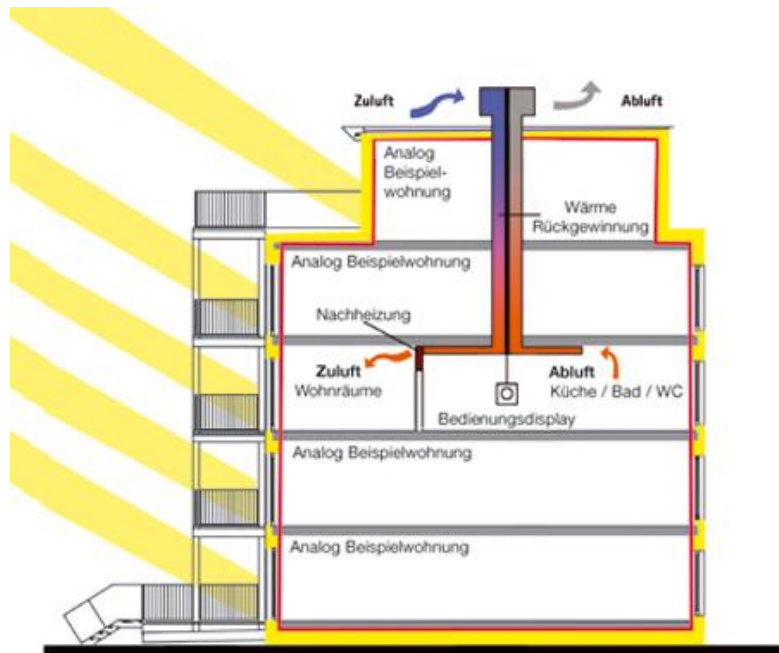 Zuluft
Abluft
Analog
Beispiel-
wohnung
Wärme
Rückgewinnung
Analog Beispielwohnung
Nachheizung
Zuluft
Wohnräume
Abluft
Küche / Bad / WC
Bedienungsdisplay
Analog Beispielwohnung
Analog Beispielwohnung